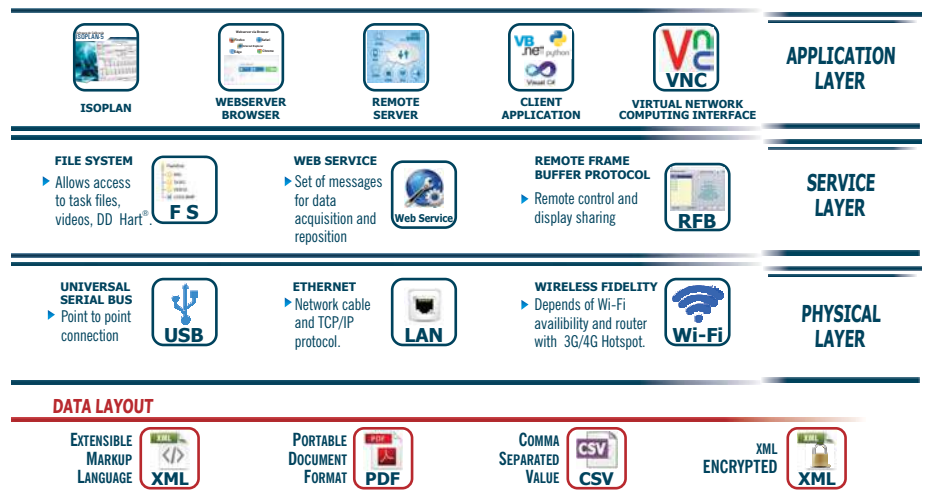 ISOPLAN
WEBSERVER
BROWSER
REMOTE
SERVER
VB
.net python
Visual C#
CLIENT
APPLICATION
VNC
VIRTUAL NETWORK
COMPUTING INTERFACE
APPLICATION
LAYER
FILE SYSTEM
Allows access
to task files,
videos, DD Hart®.
F S
WEB SERVICE
Set of messages
for data
acquisition and
reposition
Web Service
REMOTE FRAME
BUFFER PROTOCOL
Remote control and
display sharing
RFB
SERVICE
LAYER
UNIVERSAL
SERIAL BUS
Point to point
connection
USB
ETHERNET
Network cable
and TCP/IP
protocol.
LAN
WIRELESS FIDELITY
Depends of Wi-Fi
availibility and router
with 3G/4G Hotspot.
Wi-Fi
PHYSICAL
LAYER
DATA LAYOUT
EXTENSIBLE
MARKUP
LANGUAGE
XML
</>
XML
PORTABLE
DOCUMENT
FORMAT
PDF
PDF
COMMA
SEPARATED
VALUE
CSV
CSV
XML
ENCRYPTED
XML
XML